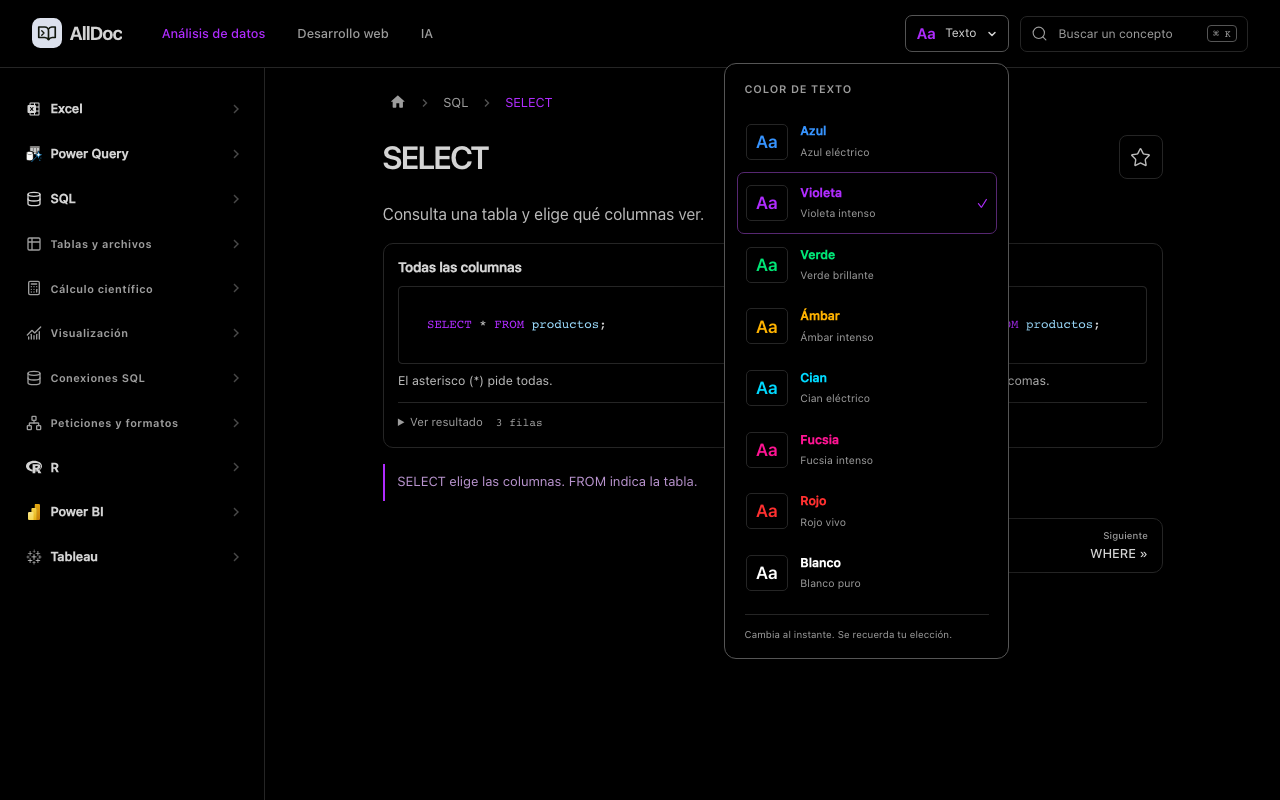 AllDoc
Análisis de datos
Desarrollo web
IA
Aa Texto
Buscar un concepto
⌘ K
Excel
Power Query
SQL
Tablas y archivos
Cálculo científico
Visualización
Conexiones SQL
Peticiones y formatos
R
Power BI
Tableau
SQL
SELECT
SELECT
Consulta una tabla y elige qué columnas ver.
Todas las columnas
SELECT * FROM productos;
El asterisco (*) pide todas.
Ver resultado 3 filas
productos;
comas.
SELECT elige las columnas. FROM indica la tabla.
Siguiente
WHERE »
COLOR DE TEXTO
Aa
Azul
Azul eléctrico
Aa
Violeta
Violeta intenso
Aa
Verde
Verde brillante
Aa
Ámbar
Ámbar intenso
Aa
Cian
Cian eléctrico
Aa
Fucsia
Fucsia intenso
Aa
Rojo
Rojo vivo
Aa
Blanco
Blanco puro
Cambia al instante. Se recuerda tu elección.